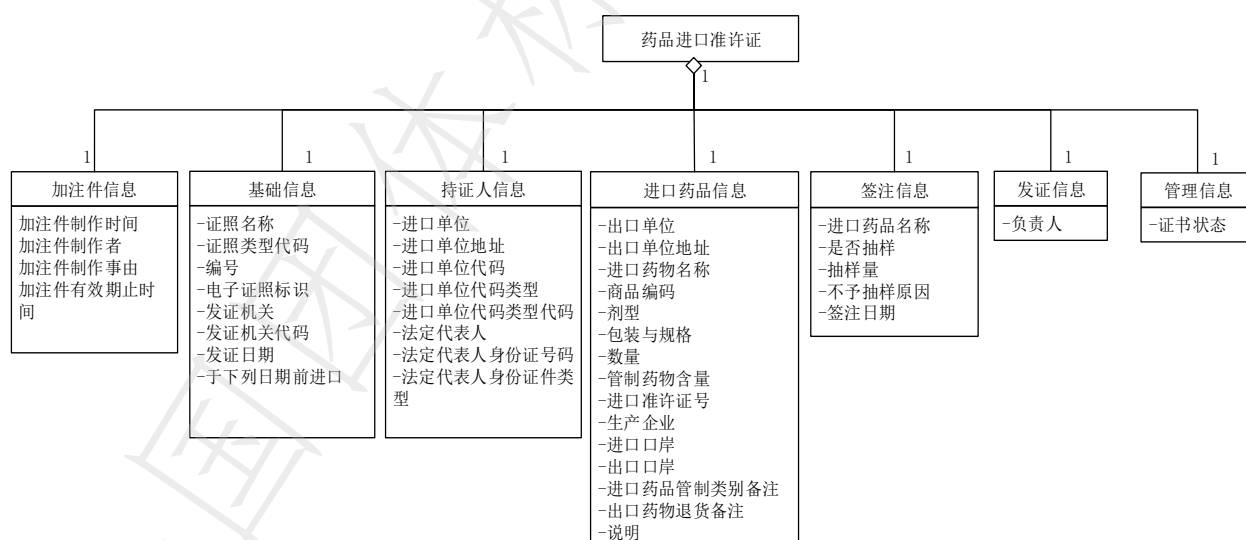 药品进口准许证
1
1
加注件信息
加注件制作时间
加注件制作者
加注件制作事由
加注件有效期止时
间
1
基础信息
-证照名称
-证照类型代码
-编号
-电子证照标识
-发证机关
-发证机关代码
-发证日期
-于下列日期前进口
1
持证人信息
-进口单位
-进口单位地址
-进口单位代码
-进口单位代码类型
-进口单位代码类型代码
-法定代表人
-法定代表人身份证号码
-法定代表人身份证件类
型
1
进口药品信息
-出口单位
-出口单位地址
-进口药物名称
-商品编码
-剂型
-包装与规格
-数量
-管制药物含量
-进口准许证号
-生产企业
-进口口岸
-出口口岸
-进口药品管制类别备注
-出口药物退货备注
-说明
1
签注信息
-进口药品名称
-是否抽样
-抽样量
-不予抽样原因
-签注日期
1
发证信息
-负责人
1
管理信息
-证书状态
国团体标